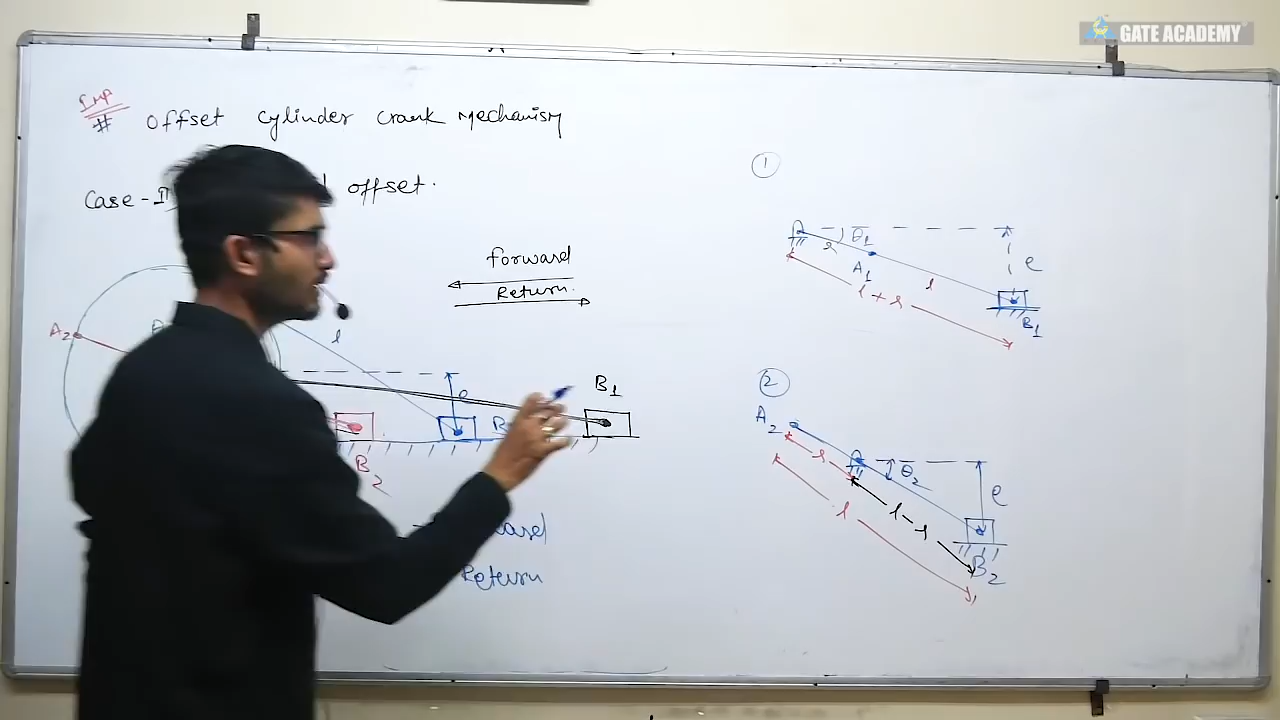 GATE ACADEMY
IMP
# Offset cylinder crank Mechanism
Case-II offset.
forward
Return.
A2
l
e
B1
B
B2
Return
1
θ1
r
A1
l
e
l + r
B1
2
A2
r
θ2
e
l - r
l
B2